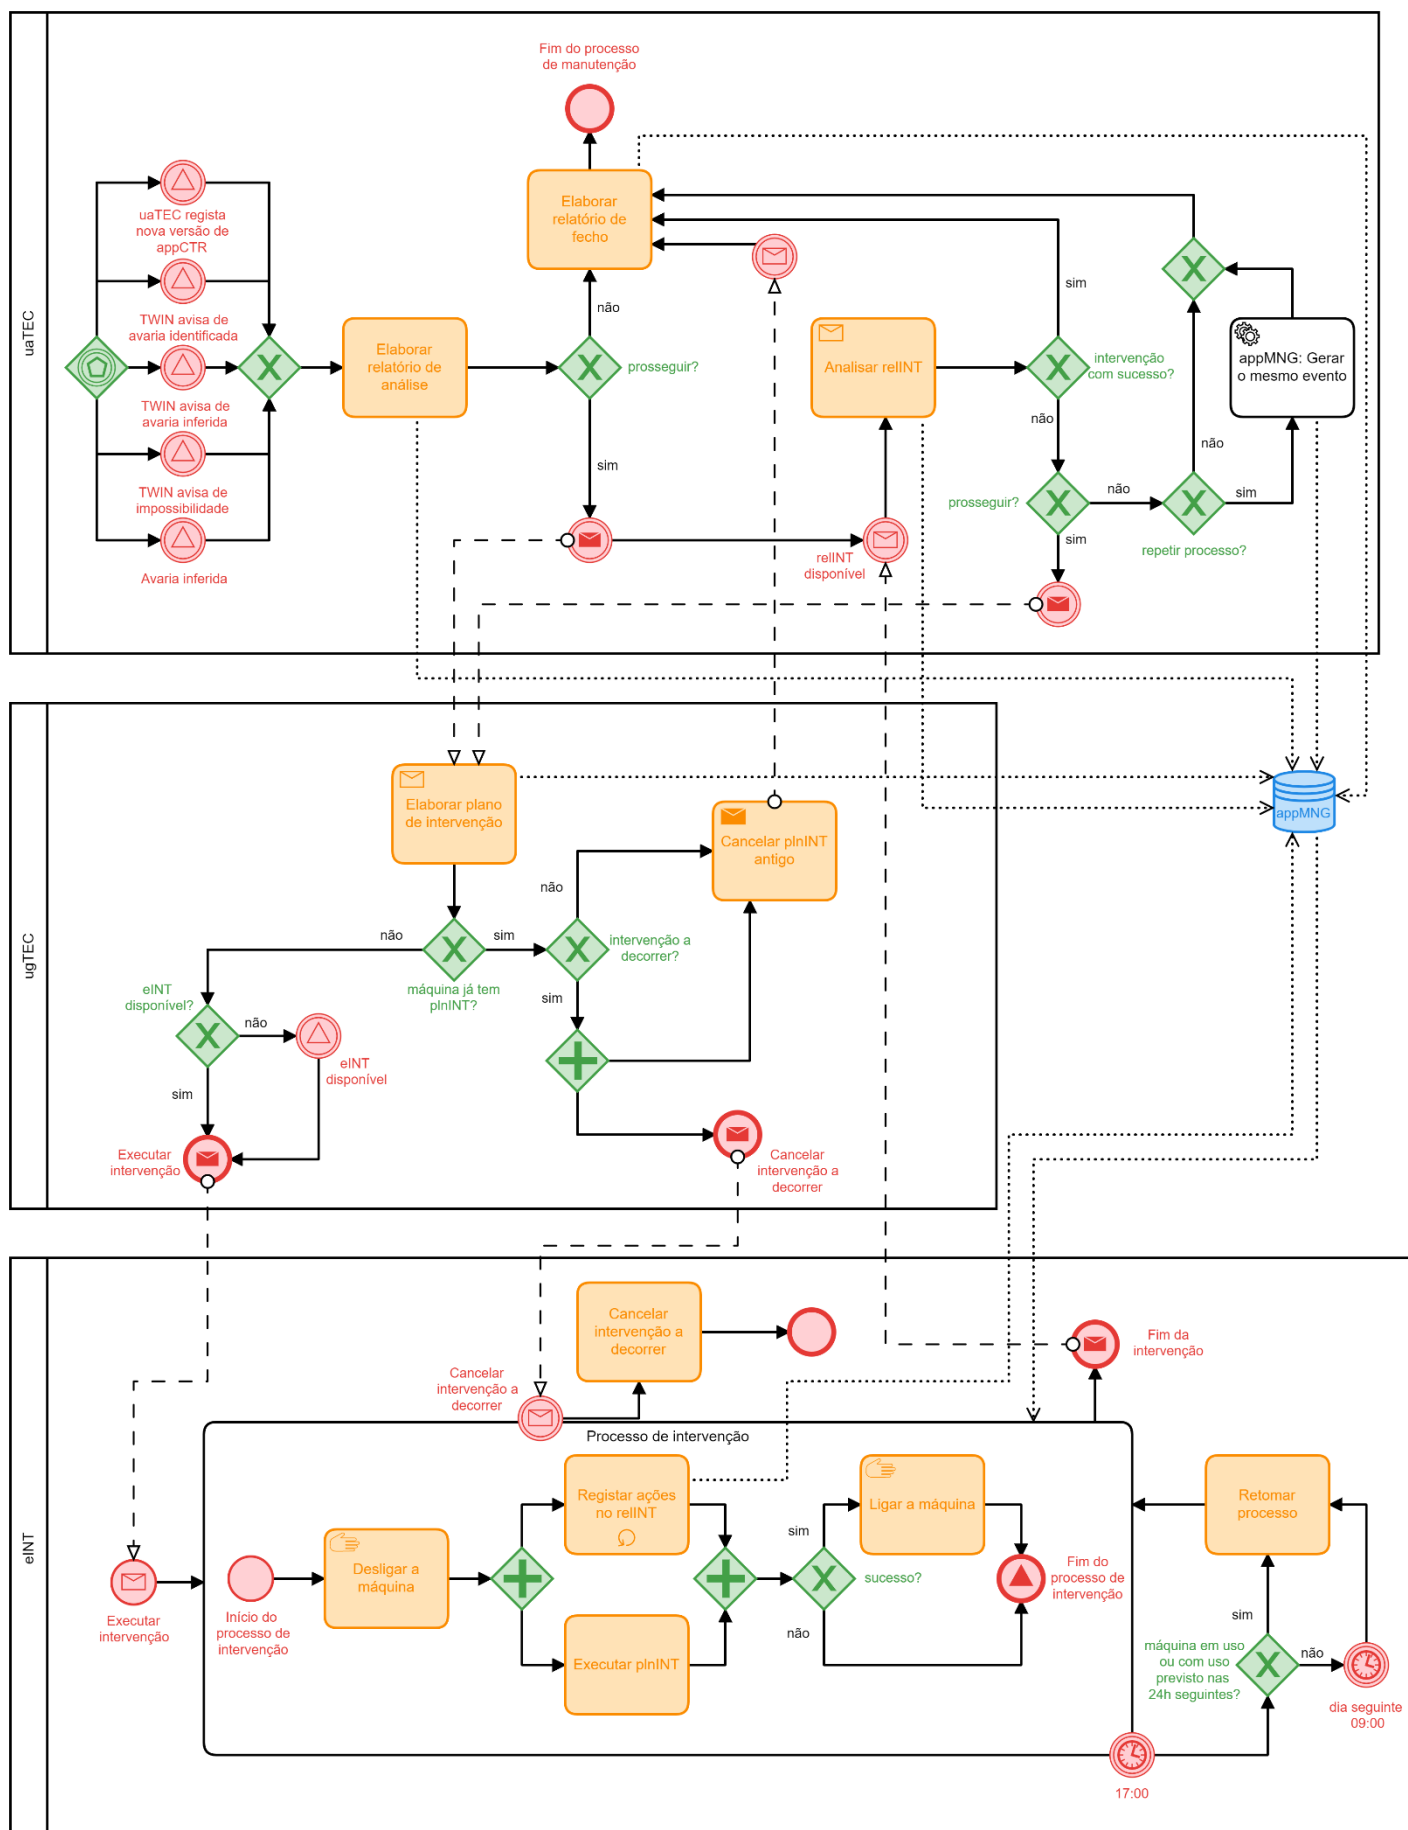 uaTEC
Fim do processo
de manutenção
uaTEC regista
nova versão de
appCTR
TWIN avisa de
avaria identificada
TWIN avisa de
avaria inferida
TWIN avisa de
impossibilidade
Avaria inferida
Elaborar
relatório de
análise
Elaborar
relatório de
fecho
não
prosseguir?
sim
relINT
disponível
Analisar relINT
sim
intervenção
com sucesso?
não
prosseguir?
não
sim
repetir processo?
não
sim
appMNG: Gerar
o mesmo evento
appMNG
ugTEC
Elaborar plano
de intervenção
Cancelar plnINT
antigo
não
sim
máquina já tem
plnINT?
não
intervenção a
decorrer?
sim
eINT
disponível?
não
eINT
disponível
sim
Executar
intervenção
Cancelar
intervenção a
decorrer
eINT
Cancelar
intervenção a
decorrer
Cancelar
intervenção a
decorrer
Fim da
intervenção
Processo de intervenção
Executar
intervenção
Início do
processo de
intervenção
Desligar a
máquina
Registar ações
no relINT
Executar plnINT
sim
sucesso?
não
Ligar a máquina
Fim do
processo de
intervenção
Retomar
processo
sim
máquina em uso
ou com uso
previsto nas
24h seguintes?
não
dia seguinte
09:00
17:00